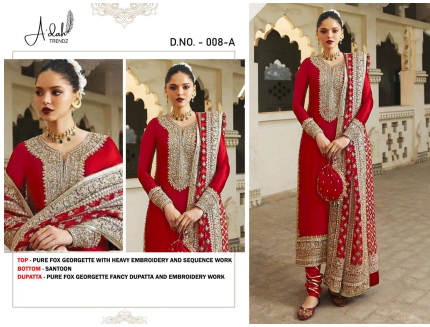 A'dah
TRENDZ
D.NO. - 008-A
TOP - PURE FOX GEORGETTE WITH HEAVY EMBROIDERY AND SEQUENCE WORK
BOTTOM - SANTOON
DUPATTA - PURE FOX GEORGETTE FANCY DUPATTA AND EMBROIDERY WORK